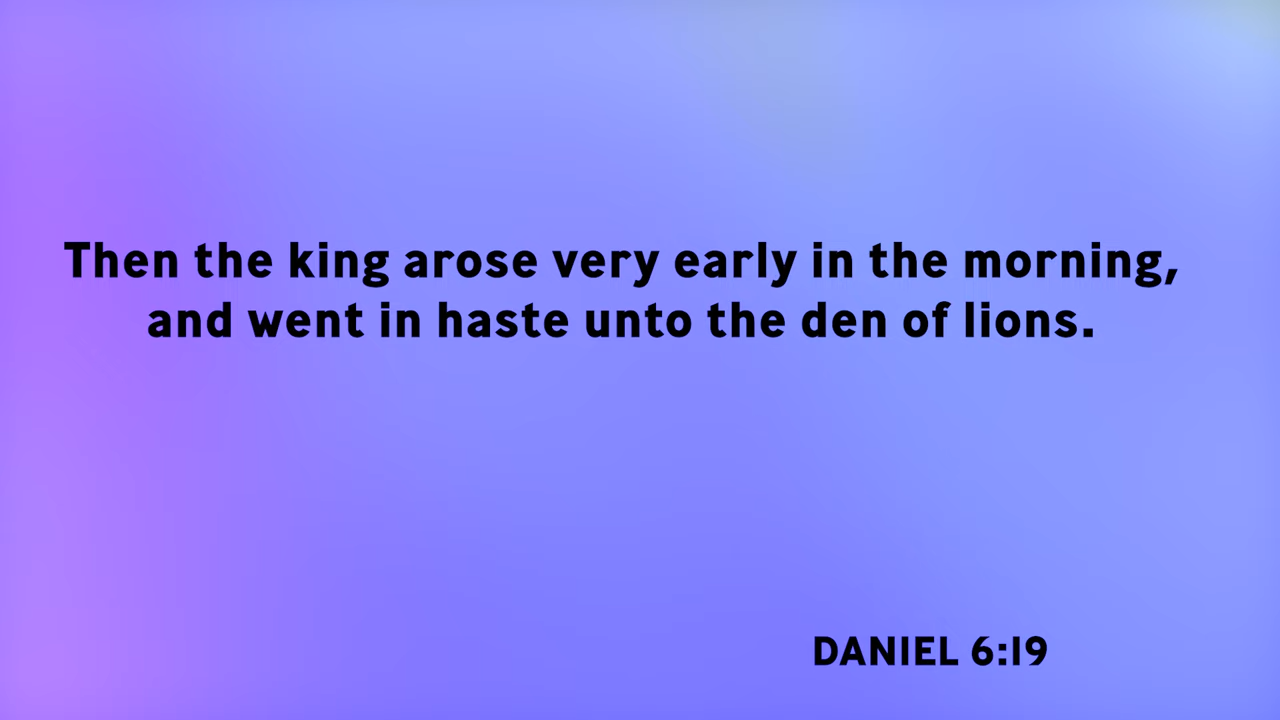 Then the king arose very early in the morning,
and went in haste unto the den of lions.
DANIEL 6:19